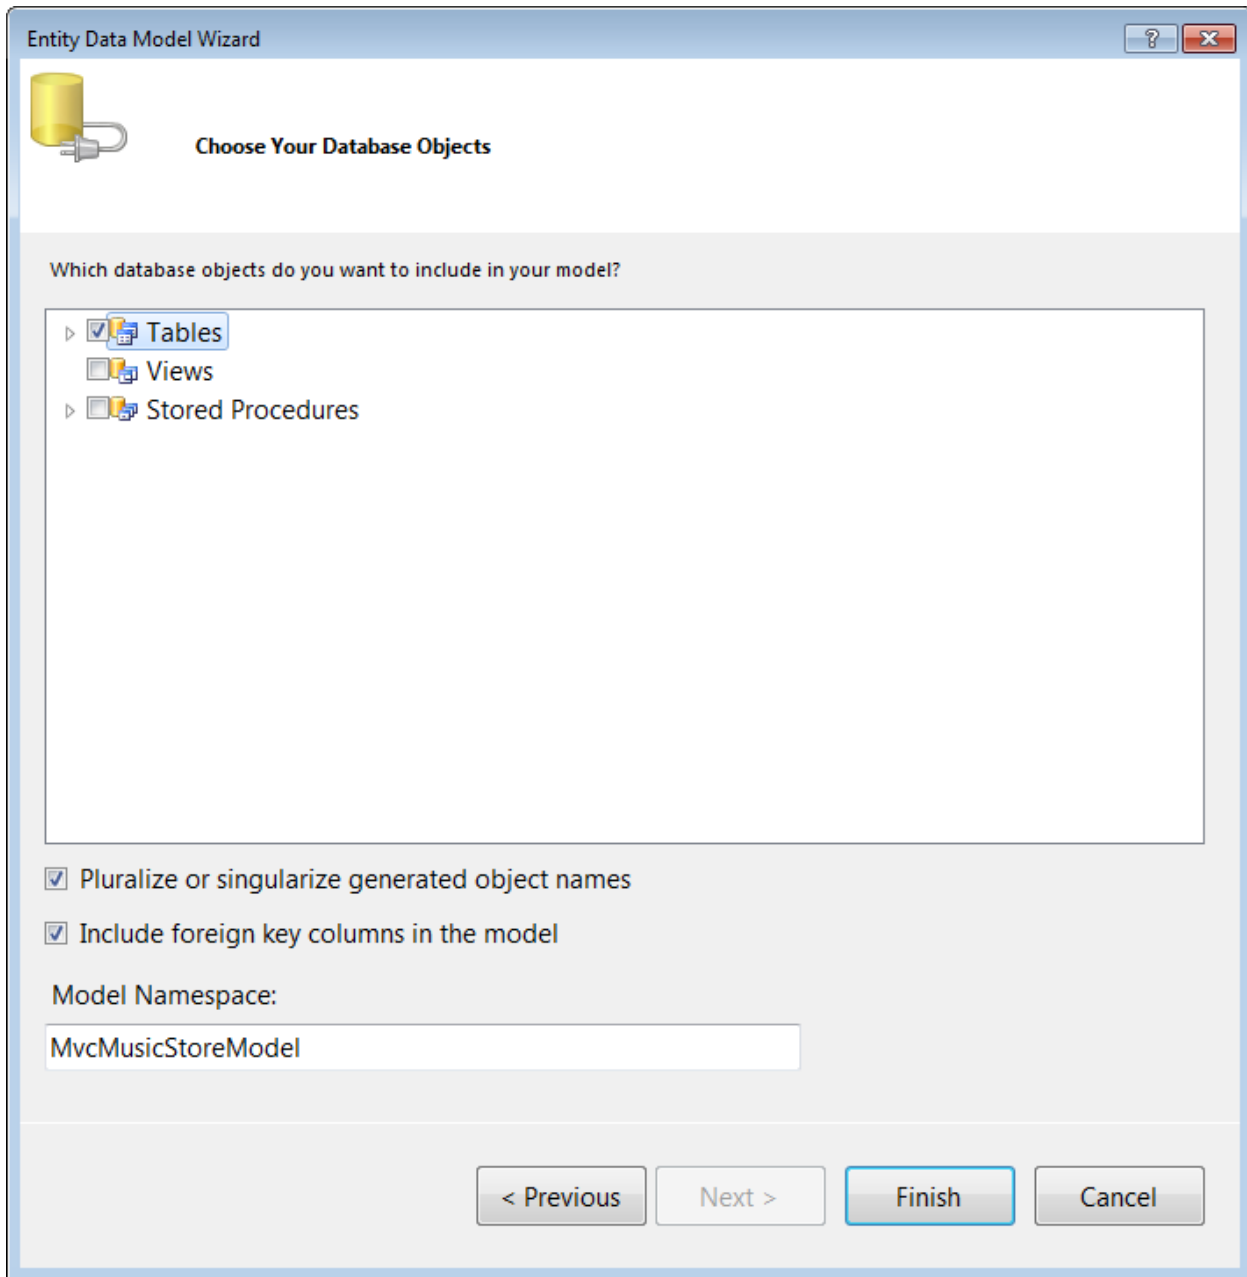 Entity Data Model Wizard
?
Choose Your Database Objects
Which database objects do you want to include in your model?
Tables
Views
Stored Procedures
Pluralize or singularize generated object names
Include foreign key columns in the model
Model Namespace:
MvcMusicStoreModel
< Previous Next > Finish Cancel